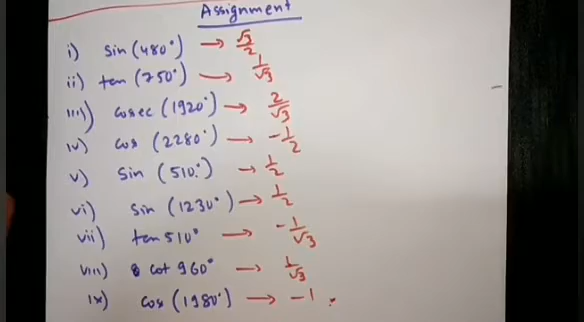 Assignment
i) sin (480°) → √3/2
ii) tan (750°) → 1/√3
iii) cosec (1920°) → 2/√3
iv) cos (2280°) → -1/2
v) sin (510°) → 1/2
vi) sin (1230°) → 1/2
vii) tan 510° → -1/√3
viii) cot 960° → 1/√3
ix) cos (1980°) → -1.